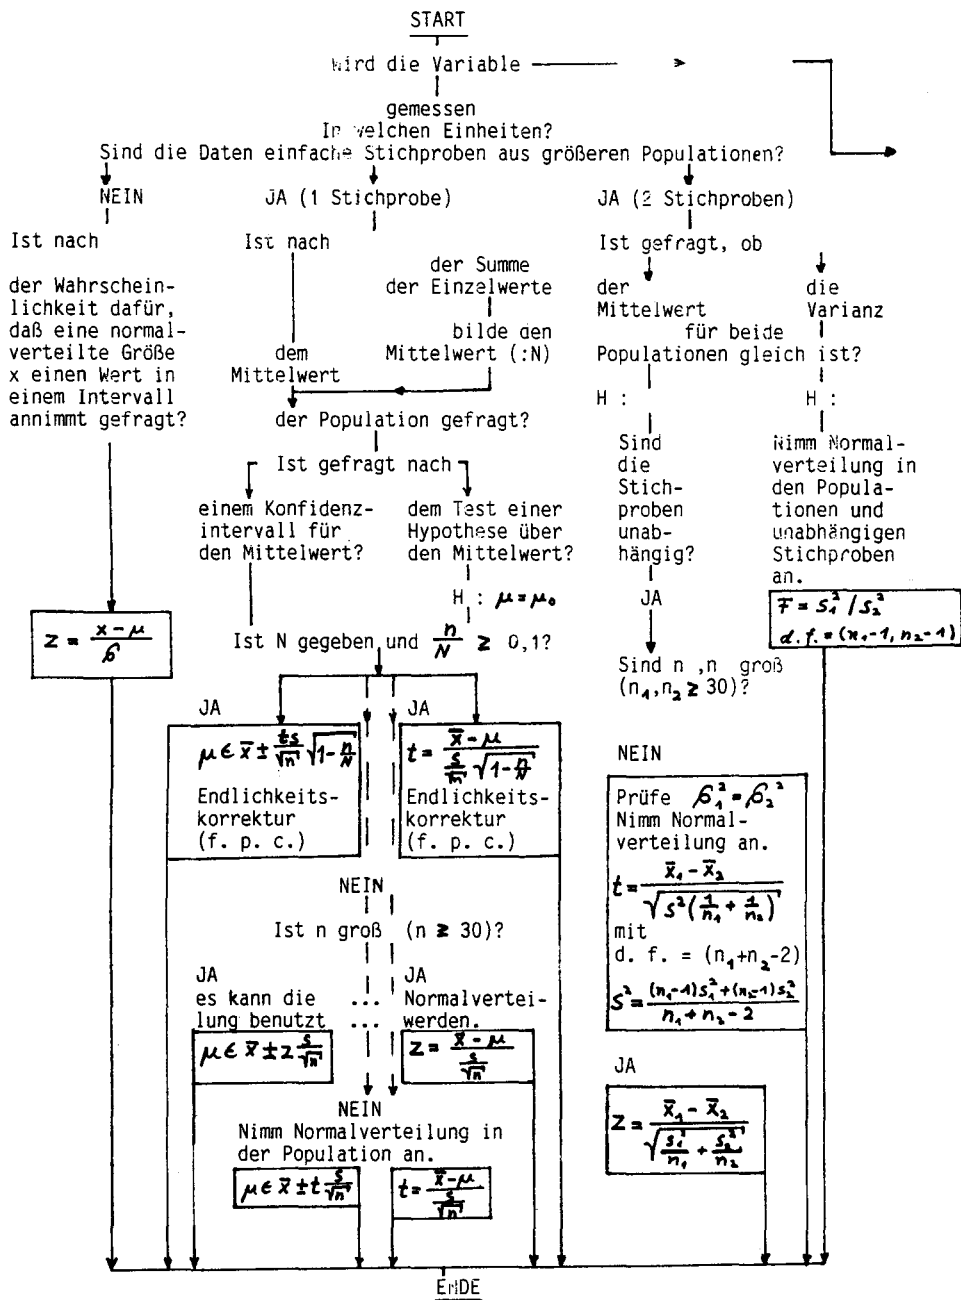 START
Wird die Variable
gemessen
In welchen Einheiten?
Sind die Daten einfache Stichproben aus größeren Populationen?
NEIN
JA (1 Stichprobe)
JA (2 Stichproben)
Ist nach
der Wahrschein-
lichkeit dafür,
daß eine normal-
verteilte Größe
x einen Wert in
einem Intervall
annimmt gefragt?
z = (x - μ) / σ
Ist nach
der Summe
der Einzelwerte
bilde den
Mittelwert (:N)
dem
Mittelwert
der Population gefragt?
Ist gefragt nach
einem Konfidenz-
intervall für
den Mittelwert?
dem Test einer
Hypothese über
den Mittelwert?
H : μ = μ₀
Ist N gegeben und n/N ≥ 0,1?
JA
μ ∈ x̄ ± ts/√n √(1 - n/N)
Endlichkeits-
korrektur
(f. p. c.)
JA
t = (x̄ - μ) / (s/√n √(1 - n/N))
Endlichkeits-
korrektur
(f. p. c.)
NEIN
Ist n groß (n ≥ 30)?
JA JA
es kann die ... Normalvertei-
lung benutzt ... werden.
μ ∈ x̄ ± z s/√n
z = (x̄ - μ) / (s/√n)
NEIN
Nimm Normalverteilung in
der Population an.
μ ∈ x̄ ± t s/√n
t = (x̄ - μ) / (s/√n)
Ist gefragt, ob
der
Mittelwert
die
Varianz
für beide
Populationen gleich ist?
H :
Sind
die
Stich-
proben
unab-
hängig?
JA
Sind n ,n groß
(n₁,n₂ ≥ 30)?
NEIN
Prüfe σ₁² = σ₂²
Nimm Normal-
verteilung an.
t = (x̄₁ - x̄₂) / √(s²(1/n₁ + 1/n₂))
mit
d. f. = (n₁+n₂-2)
s² = ((n₁-1)s₁² + (n₂-1)s₂²) / (n₁ + n₂ - 2)
JA
z = (x̄₁ - x̄₂) / √(s₁²/n₁ + s₂²/n₂)
H :
Nimm Normal-
verteilung in
den Popula-
tionen und
unabhängigen
Stichproben
an.
F = s₁² / s₂²
d. f. = (n₁-1, n₂-1)
ENDE